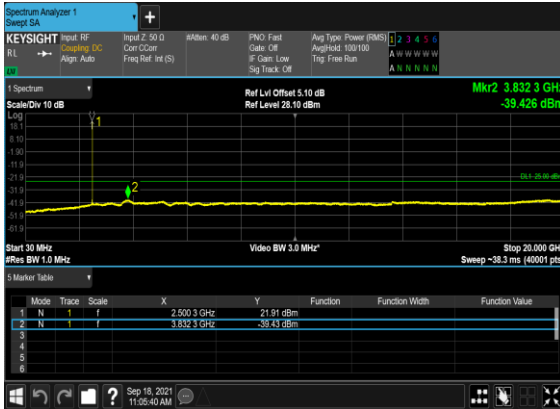 Spectrum Analyzer 1
Swept SA
+
KEYSIGHT Input: RF Input Z: 50 Ω #Atten: 40 dB PNO: Fast Avg Type: Power (RMS) 1 2 3 4 5 6
RL Coupling: DC Corr CCorr Gate: Off Avg|Hold: 100/100 A W W W W W
Align: Auto Freq Ref: Int (S) IF Gain: Low Trig: Free Run
Sig Track: Off A N N N N N
1 Spectrum
Ref Lvl Offset 5.10 dB Mkr2 3.832 3 GHz
Scale/Div 10 dB Ref Level 28.10 dBm -39.426 dBm
Log
18.1 1
8.10
-1.90
-11.9
-21.9 DL1 -25.00 dBm
-31.9 2
-41.9
-51.9
-61.9
Start 30 MHz Video BW 3.0 MHz* Stop 20.000 GHz
#Res BW 1.0 MHz Sweep ~38.3 ms (40001 pts)
5 Marker Table
Mode Trace Scale X Y Function Function Width Function Value
1 N 1 f 2.500 3 GHz 21.91 dBm
2 N 1 f 3.832 3 GHz -39.43 dBm
3
4
5
6
? Sep 18, 2021
11:05:40 AM